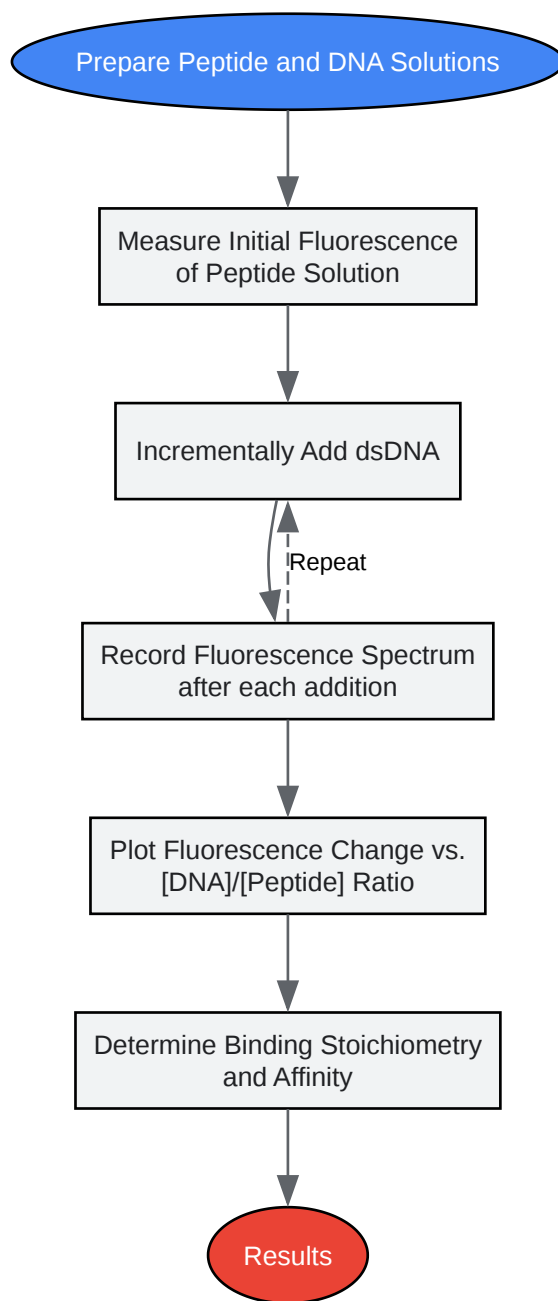 Prepare Peptide and DNA Solutions
Measure Initial Fluorescence
of Peptide Solution
Incrementally Add dsDNA
Repeat
Record Fluorescence Spectrum
after each addition
Plot Fluorescence Change vs.
[DNA]/[Peptide] Ratio
Determine Binding Stoichiometry
and Affinity
Results